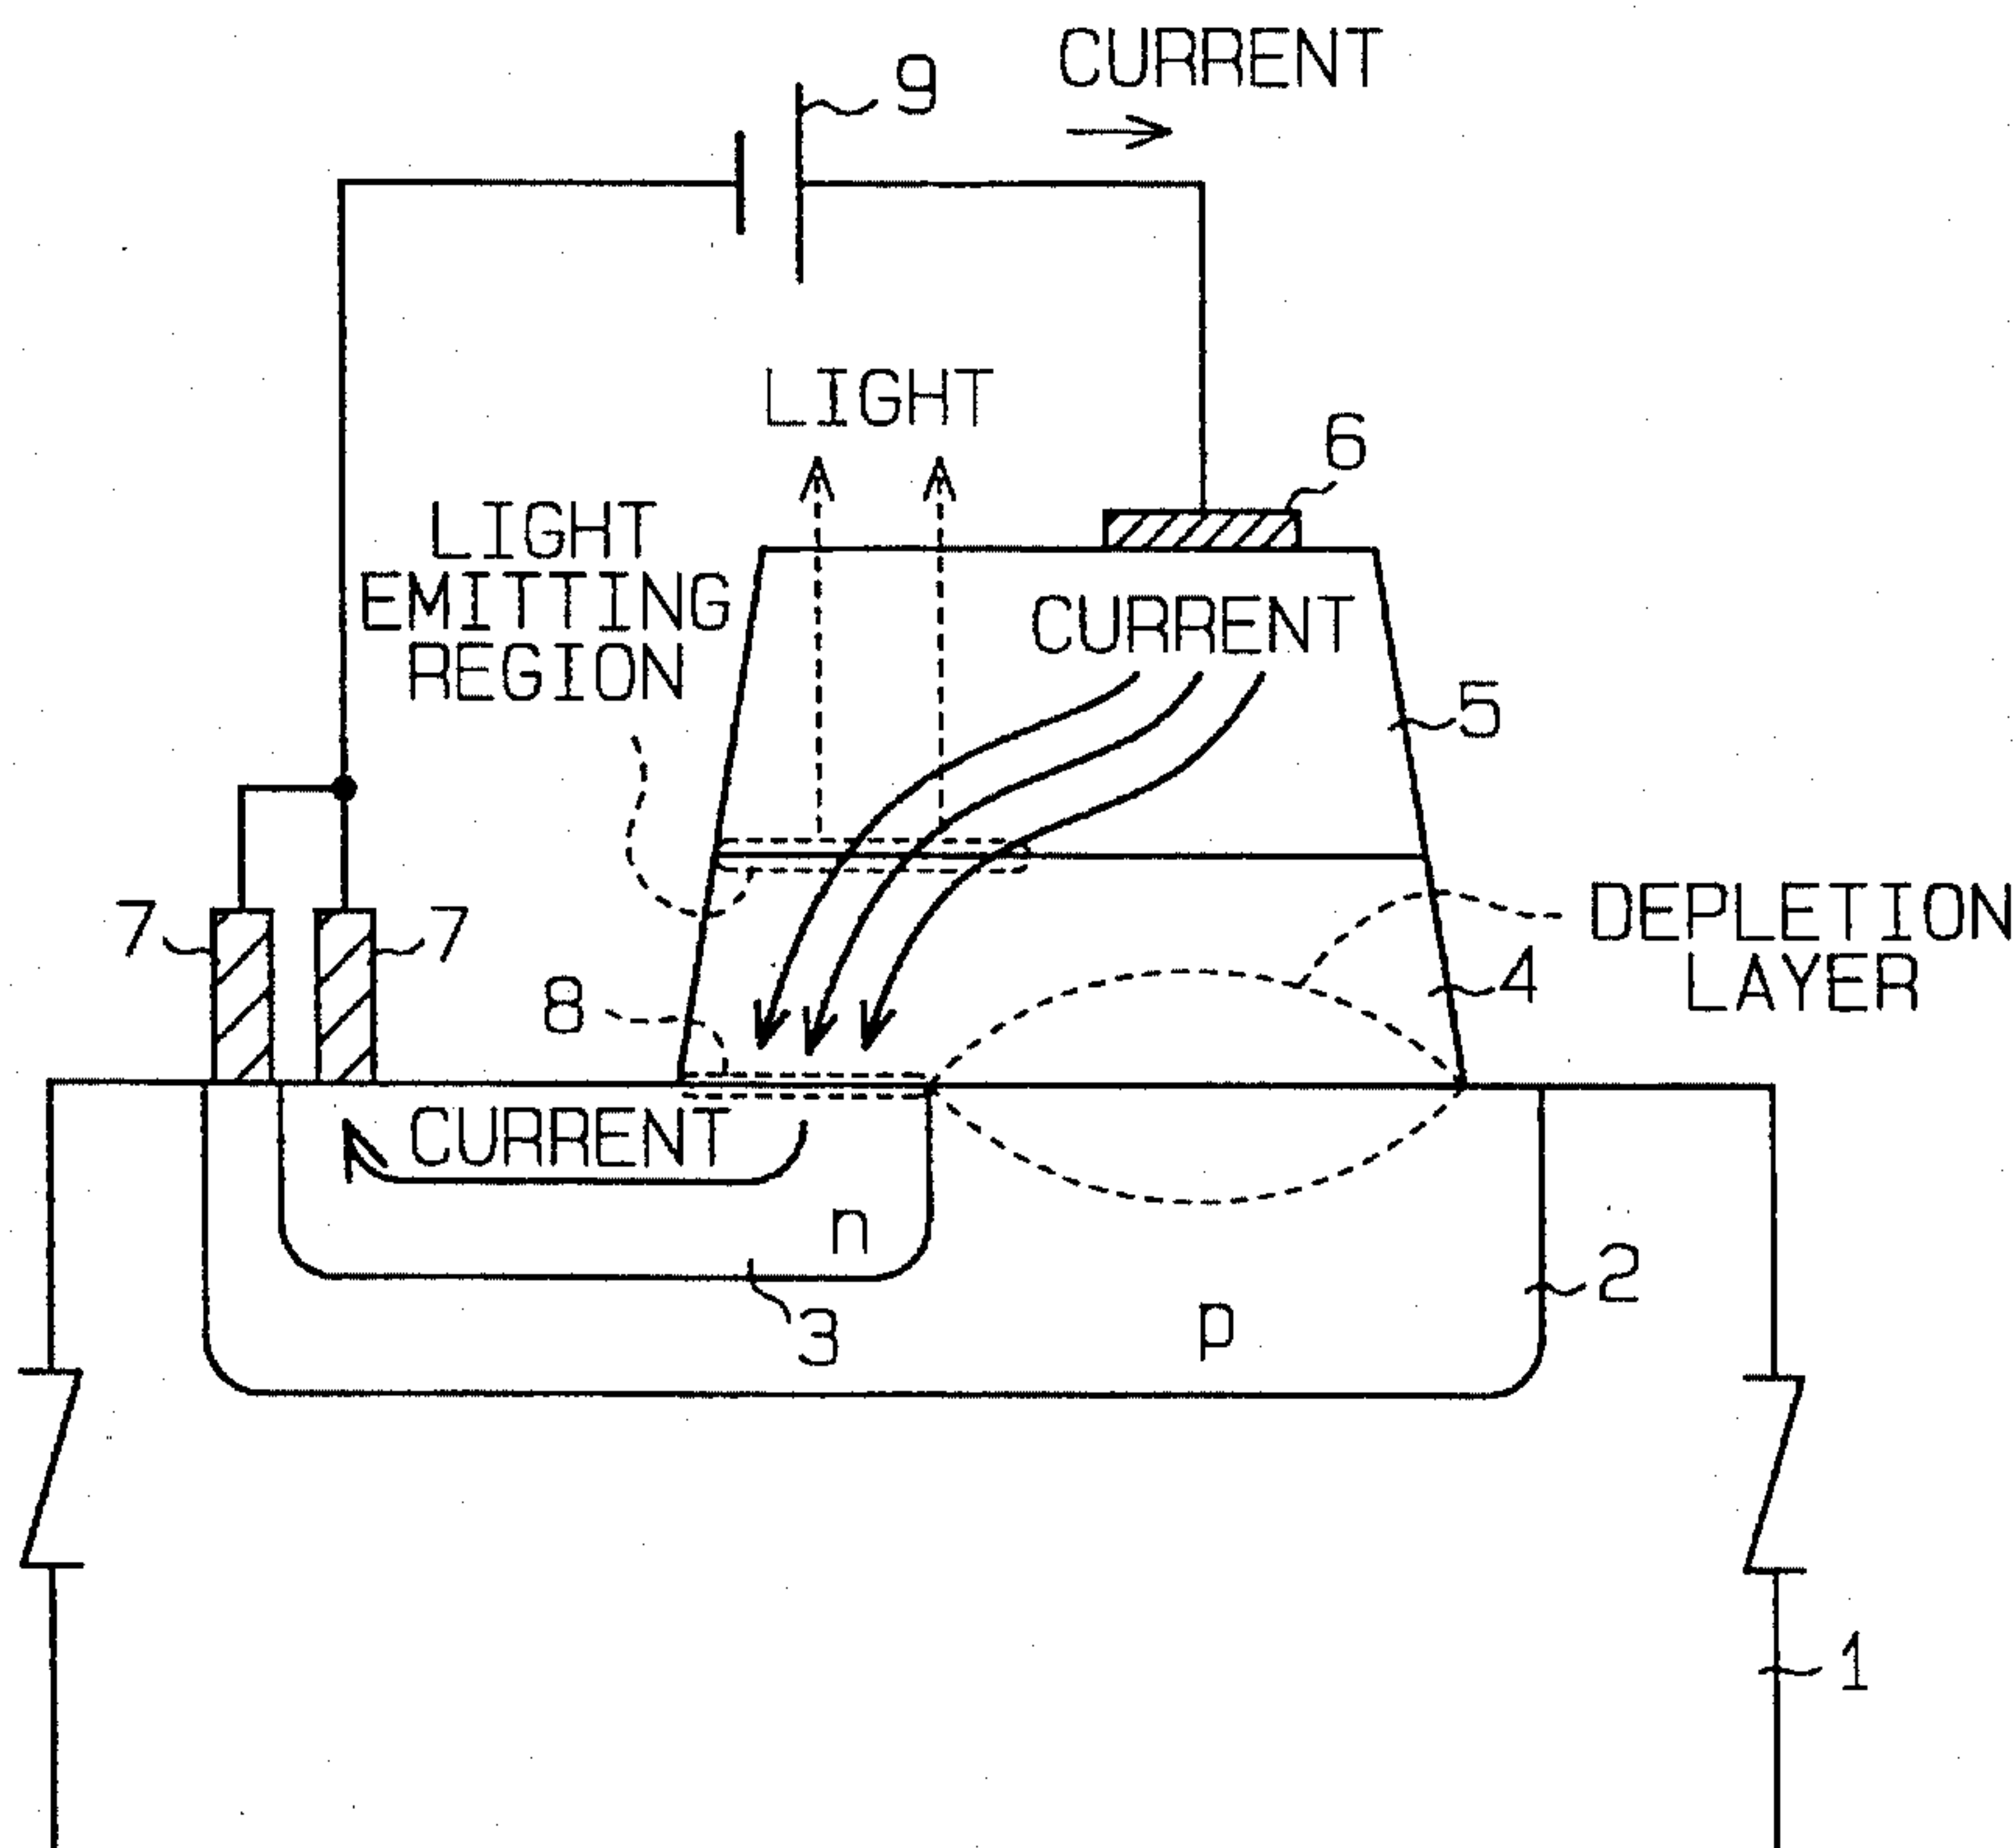 CURRENT
9
LIGHT
6
LIGHT
EMITTING
REGION
CURRENT
5
7
7
DEPLETION
LAYER
4
8
CURRENT
n
2
3
p
1